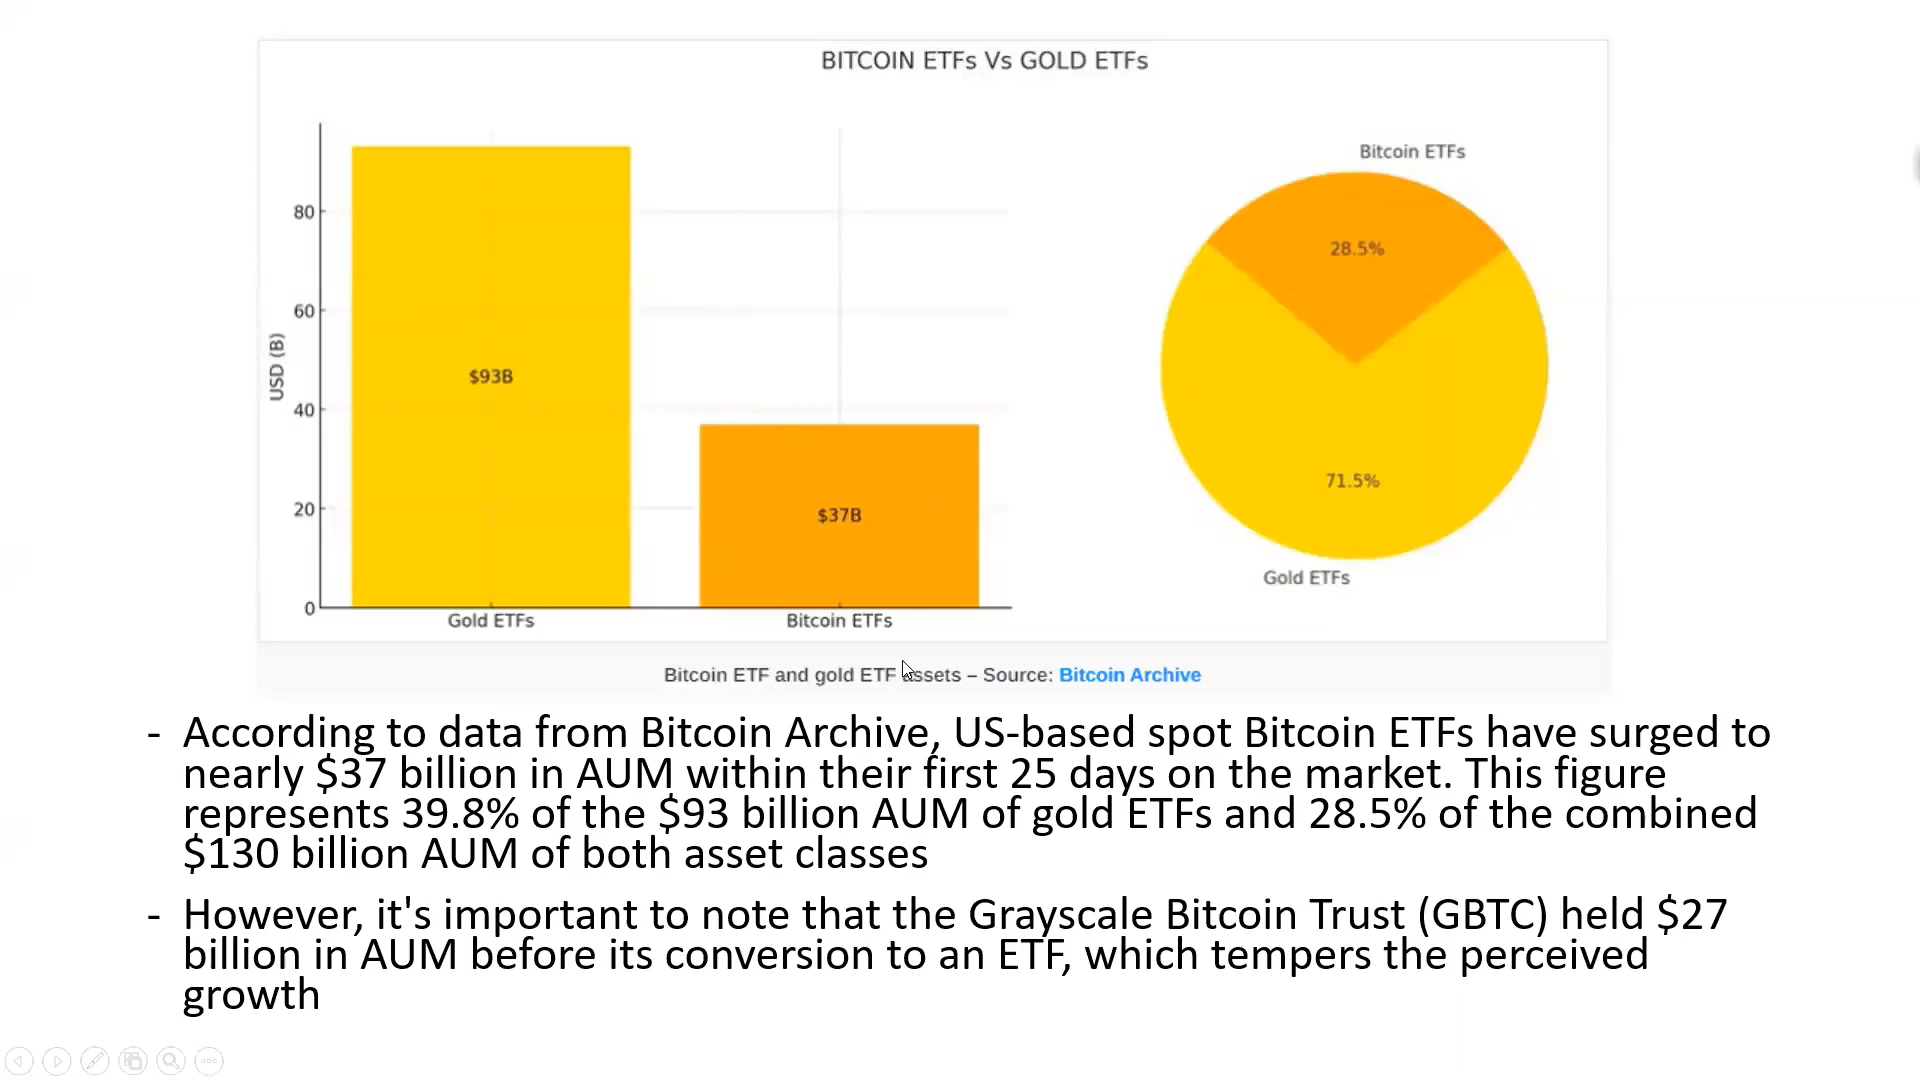 BITCOIN ETFs Vs GOLD ETFs
USD (B)
80
60
40
20
0
$93B
$37B
Gold ETFs
Bitcoin ETFs
Bitcoin ETFs
28.5%
71.5%
Gold ETFs
Bitcoin ETF and gold ETF assets – Source: Bitcoin Archive
- According to data from Bitcoin Archive, US-based spot Bitcoin ETFs have surged to
nearly $37 billion in AUM within their first 25 days on the market. This figure
represents 39.8% of the $93 billion AUM of gold ETFs and 28.5% of the combined
$130 billion AUM of both asset classes
- However, it's important to note that the Grayscale Bitcoin Trust (GBTC) held $27
billion in AUM before its conversion to an ETF, which tempers the perceived
growth